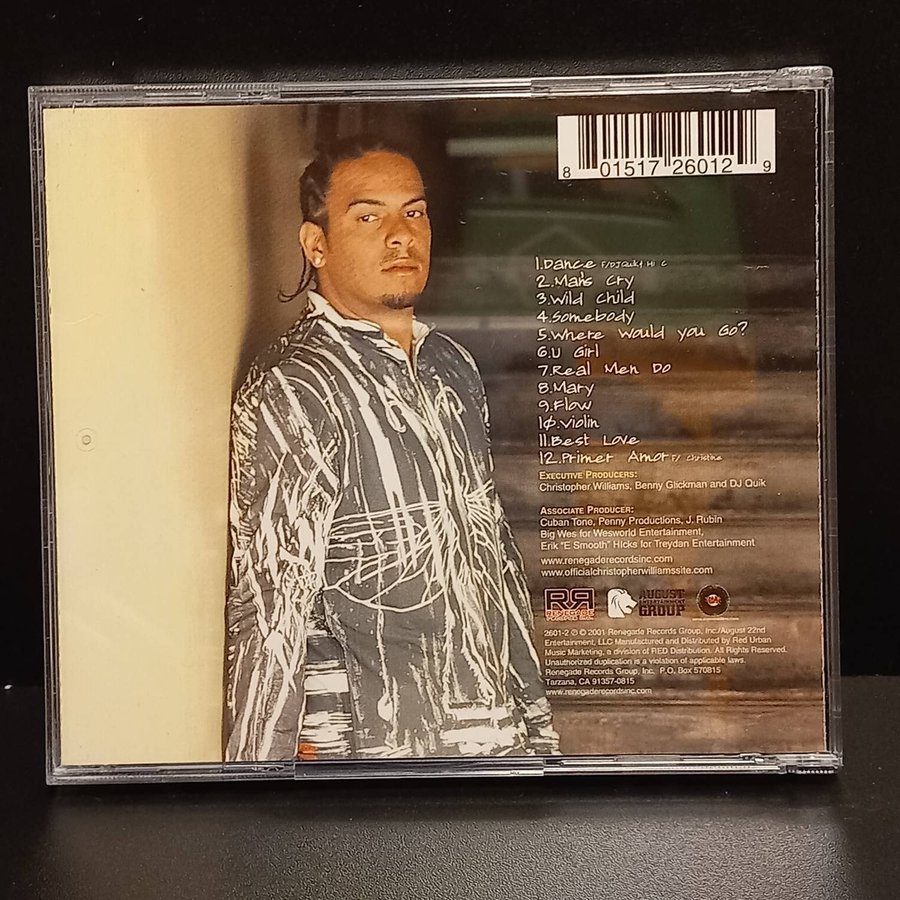 8 01517 26012 9
1.Dance F/DJ Quik & Hi C
2.Man's Cry
3.Wild Child
4.Somebody
5.Where Would You Go?
6.U Girl
7.Real Men Do
8.Mary
9.Flow
10.Violin
11.Best Love
12.Primer Amor F/ Christina
EXECUTIVE PRODUCERS:
Christopher Williams, Benny Glickman and DJ Quik
ASSOCIATE PRODUCER:
Cuban Tone, Penny Productions, J. Rubin
Big Wes for Wesworld Entertainment,
Erik "E Smooth" Hicks for Treydan Entertainment
www.renegaderecordsinc.com
www.officialchristopherwilliamssite.com
RR
RENEGADE
RECORDS INC.
AUGUST
ENTERTAINMENT
GROUP
2601-2 ℗ © 2001 Renegade Records Group, Inc./August 22nd
Entertainment, LLC Manufactured and Distributed by Red Urban
Music Marketing, a division of RED Distribution. All Rights Reserved.
Unauthorized duplication is a violation of applicable laws.
Renegade Records Group, Inc. P.O. Box 570815
Tarzana, CA 91357-0815
www.renegaderecordsinc.com